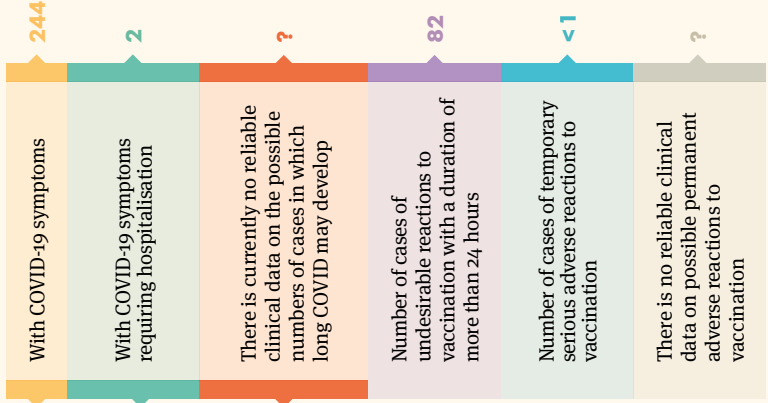 With COVID-19 symptoms
244
With COVID-19 symptoms
requiring hospitalisation
2
There is currently no reliable
clinical data on the possible
numbers of cases in which
long COVID may develop
?
Number of cases of
undesirable reactions to
vaccination with a duration of
more than 24 hours
82
Number of cases of temporary
serious adverse reactions to
vaccination
<1
There is no reliable clinical
data on possible permanent
adverse reactions to
vaccination
?